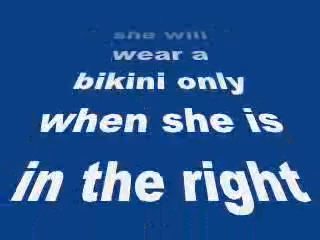 she will
wear a
bikini only
when she is
in the right